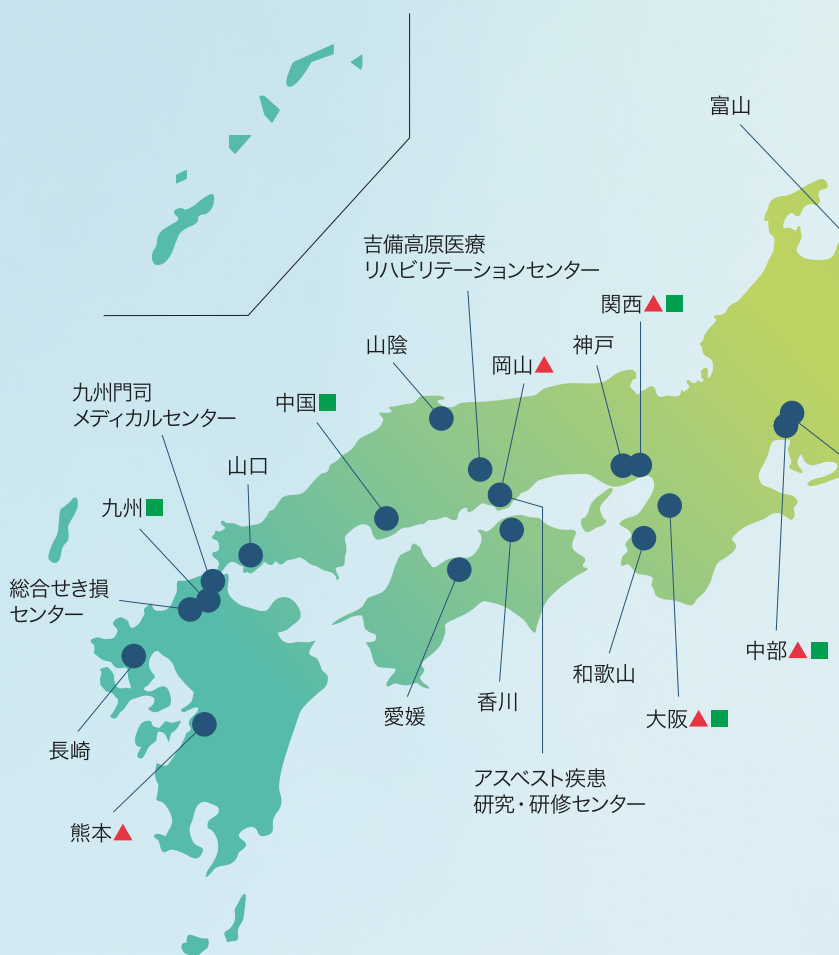 富山
吉備高原医療
リハビリテーションセンター
関西▲■
山陰
岡山▲
神戸
九州門司
メディカルセンター
中国■
山口
九州■
総合せき損
センター
中部▲■
和歌山
香川
愛媛
大阪▲■
長崎
アスベスト疾患
研究・研修センター
熊本▲